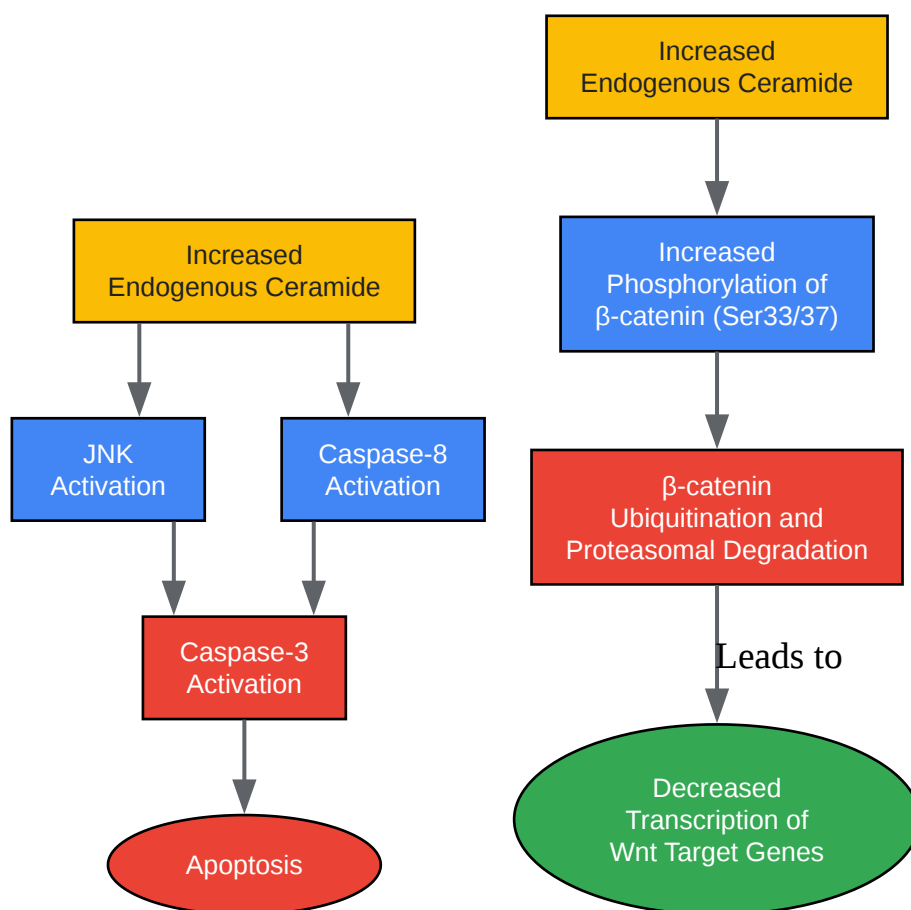 Increased
Endogenous Ceramide
JNK
Activation
Caspase-8
Activation
Caspase-3
Activation
Apoptosis
Increased
Endogenous Ceramide
Increased
Phosphorylation of
β-catenin (Ser33/37)
β-catenin
Ubiquitination and
Proteasomal Degradation
Leads to
Decreased
Transcription of
Wnt Target Genes